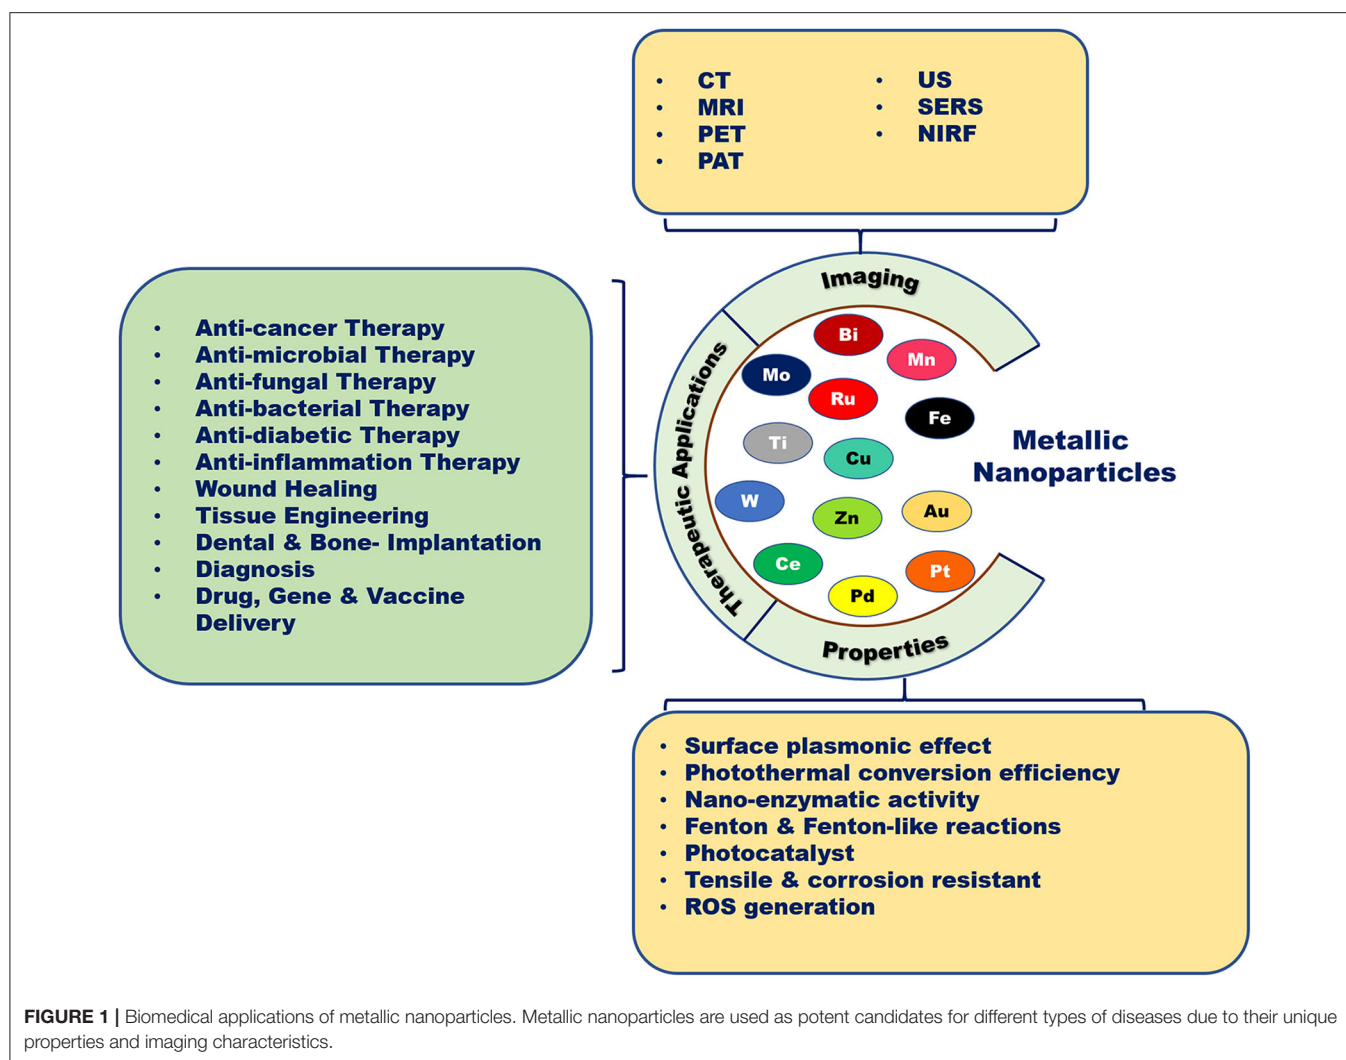 • CT
• MRI
• PET
• PAT
• US
• SERS
• NIRF
Imaging
Therapeutic Applications
Properties
• Anti-cancer Therapy
• Anti-microbial Therapy
• Anti-fungal Therapy
• Anti-bacterial Therapy
• Anti-diabetic Therapy
• Anti-inflammation Therapy
• Wound Healing
• Tissue Engineering
• Dental & Bone- Implantation
• Diagnosis
• Drug, Gene & Vaccine
Delivery
Bi
Mn
Mo
Ru
Fe
Ti
Cu
W
Zn
Au
Ce
Pd
Pt
Metallic
Nanoparticles
• Surface plasmonic effect
• Photothermal conversion efficiency
• Nano-enzymatic activity
• Fenton & Fenton-like reactions
• Photocatalyst
• Tensile & corrosion resistant
• ROS generation
FIGURE 1 | Biomedical applications of metallic nanoparticles. Metallic nanoparticles are used as potent candidates for different types of diseases due to their unique
properties and imaging characteristics.